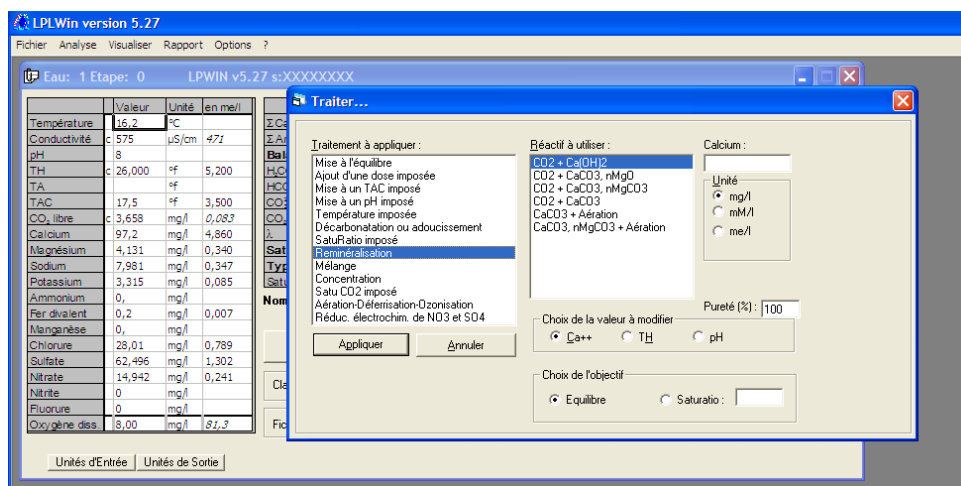 LPLWin version 5.27
Fichier Analyse Visualiser Rapport Options ?
Eau: 1 Etape: 0 LPWIN v5.27 s:XXXXXXXX
Valeur Unité en me/l
Température 16,2 °C
Conductivité c 575 µS/cm 471
pH 8
TH c 26,000 °f 5,200
TA °f
TAC 17,5 °f 3,500
CO₂ libre c 3,658 mg/l 0,083
Calcium 97,2 mg/l 4,860
Magnésium 4,131 mg/l 0,340
Sodium 7,981 mg/l 0,347
Potassium 3,315 mg/l 0,085
Ammonium 0, mg/l
Fer divalent 0,2 mg/l 0,007
Manganèse 0, mg/l
Chlorure 28,01 mg/l 0,789
Sulfate 62,496 mg/l 1,302
Nitrate 14,942 mg/l 0,241
Nitrite 0 mg/l
Fluorure 0 mg/l
Oxygène diss. 8,00 mg/l 81,3
Unités d'Entrée Unités de Sortie
λ
Nom
Traiter...
Traitement à appliquer :
Mise à l'équilibre
Ajout d'une dose imposée
Mise à un TAC imposé
Mise à un pH imposé
Température imposée
Décarbonatation ou adoucissement
SatuRatio imposé
Reminéralisation
Mélange
Concentration
Satu CO2 imposé
Aération-Déferrisation-Ozonisation
Réduc. électrochim. de NO3 et SO4
Appliquer Annuler
Réactif à utiliser :
CO2 + Ca(OH)2
CO2 + CaCO3, nMgO
CO2 + CaCO3, nMgCO3
CO2 + CaCO3
CaCO3 + Aération
CaCO3, nMgCO3 + Aération
Calcium :
Unité
mg/l
mM/l
me/l
Pureté (%) : 100
Choix de la valeur à modifier
Ca++ TH pH
Choix de l'objectif
Equilibre Saturatio :